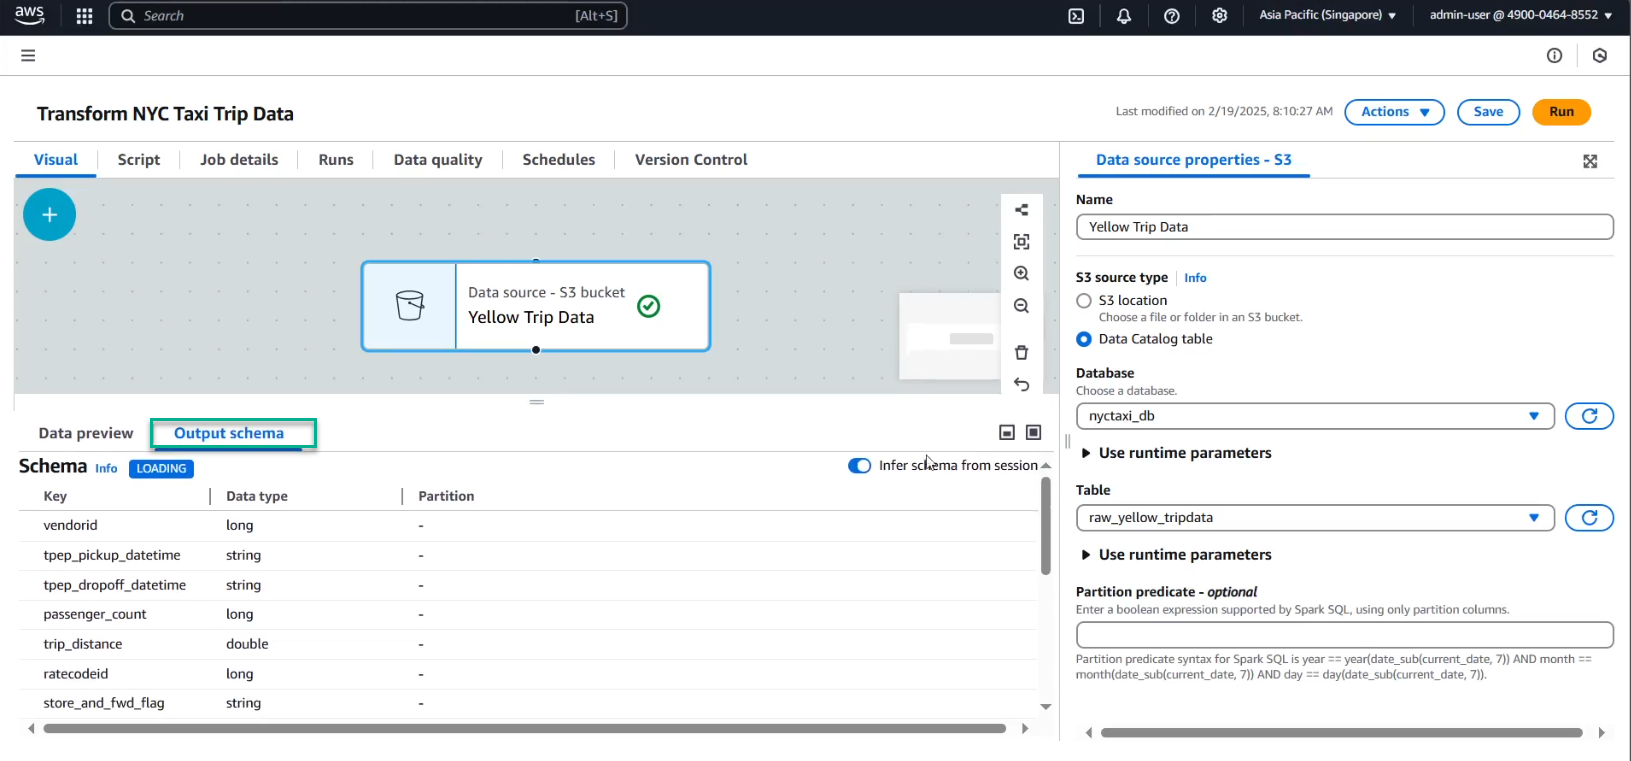 aws
Search
[Alt+S]
Asia Pacific (Singapore)
admin-user @ 4900-0464-8552
Transform NYC Taxi Trip Data
Last modified on 2/19/2025, 8:10:27 AM
Actions
Save
Run
Visual
Script
Job details
Runs
Data quality
Schedules
Version Control
Data source - S3 bucket
Yellow Trip Data
Data preview
Output schema
Schema Info LOADING
Infer schema from session
Key Data type Partition
vendorid long -
tpep_pickup_datetime string -
tpep_dropoff_datetime string -
passenger_count long -
trip_distance double -
ratecodeid long -
store_and_fwd_flag string -
Data source properties - S3
Name
Yellow Trip Data
S3 source type Info
S3 location
Choose a file or folder in an S3 bucket.
Data Catalog table
Database
Choose a database.
nyctaxi_db
Use runtime parameters
Table
raw_yellow_tripdata
Use runtime parameters
Partition predicate - optional
Enter a boolean expression supported by Spark SQL, using only partition columns.
Partition predicate syntax for Spark SQL is year == year(date_sub(current_date, 7)) AND month ==
month(date_sub(current_date, 7)) AND day == day(date_sub(current_date, 7)).